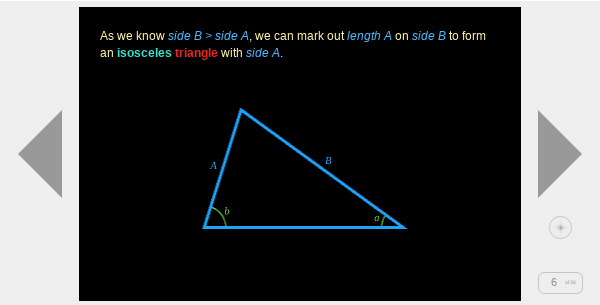 As we know side B > side A, we can mark out length A on side B to form
an isosceles triangle with side A.
A
B
b
a
6 of 36